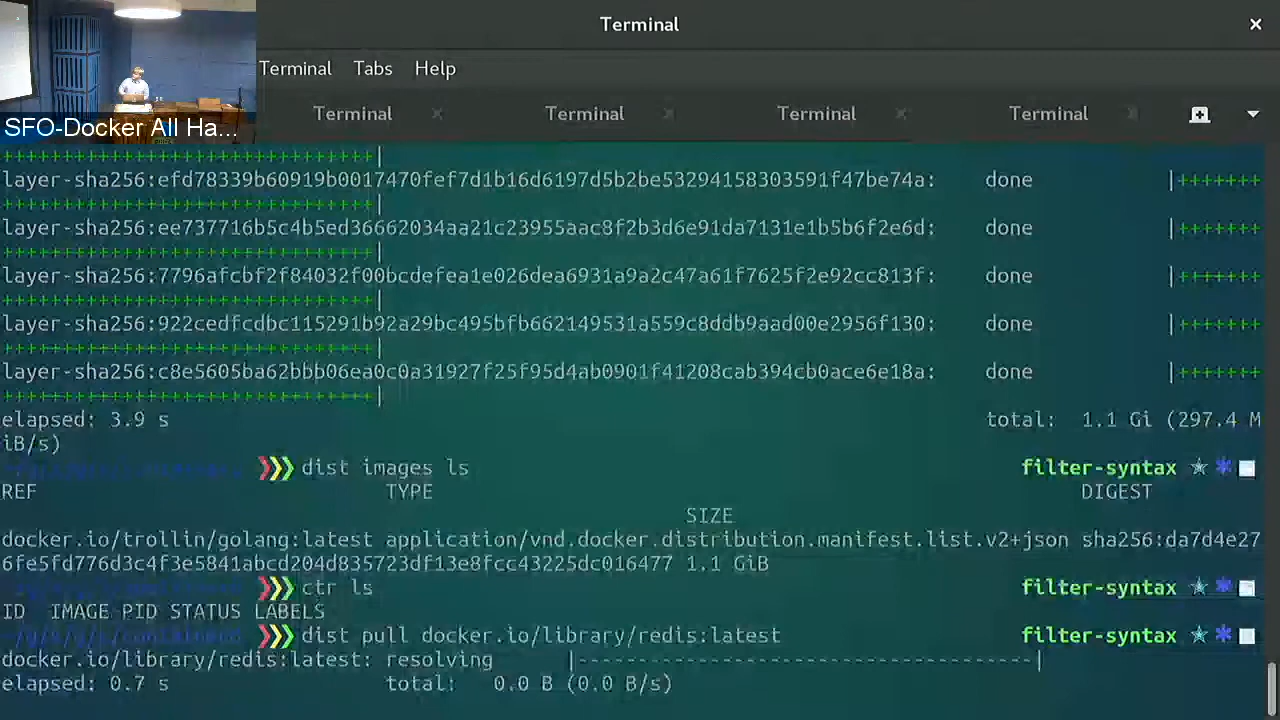 Terminal
Terminal Tabs Help
Terminal Terminal Terminal Terminal
SFO-Docker All Ha...
++++++++++++++++++++++++++++++|
layer-sha256:efd78339b60919b0017470fef7d1b16d6197d5b2be53294158303591f47be74a: done |+++++++
++++++++++++++++++++++++++++++|
layer-sha256:ee737716b5c4b5ed36662034aa21c23955aac8f2b3d6e91da7131e1b5b6f2e6d: done |+++++++
++++++++++++++++++++++++++++++|
layer-sha256:7796afcbf2f84032f00bcdefea1e026dea6931a9a2c47a61f7625f2e92cc813f: done |+++++++
++++++++++++++++++++++++++++++|
layer-sha256:922cedfcdbc115291b92a29bc495bfb662149531a559c8ddb9aad00e2956f130: done |+++++++
++++++++++++++++++++++++++++++|
layer-sha256:c8e5605ba62bbb06ea0c0a31927f25f95d4ab0901f41208cab394cb0ace6e18a: done |+++++++
++++++++++++++++++++++++++++++|
elapsed: 3.9 s total: 1.1 Gi (297.4 M
iB/s)
❯❯❯ dist images ls filter-syntax ✭ ✱ ◼
REF TYPE DIGEST
SIZE
docker.io/trollin/golang:latest application/vnd.docker.distribution.manifest.list.v2+json sha256:da7d4e27
6fe5fd776d3c4f3e5841abcd204d835723df13e8fcc43225dc016477 1.1 GiB
❯❯❯ ctr ls filter-syntax ✭ ✱ ◼
ID IMAGE PID STATUS LABELS
❯❯❯ dist pull docker.io/library/redis:latest filter-syntax ✭ ✱ ◼
docker.io/library/redis:latest: resolving |--------------------------------------|
elapsed: 0.7 s total: 0.0 B (0.0 B/s)